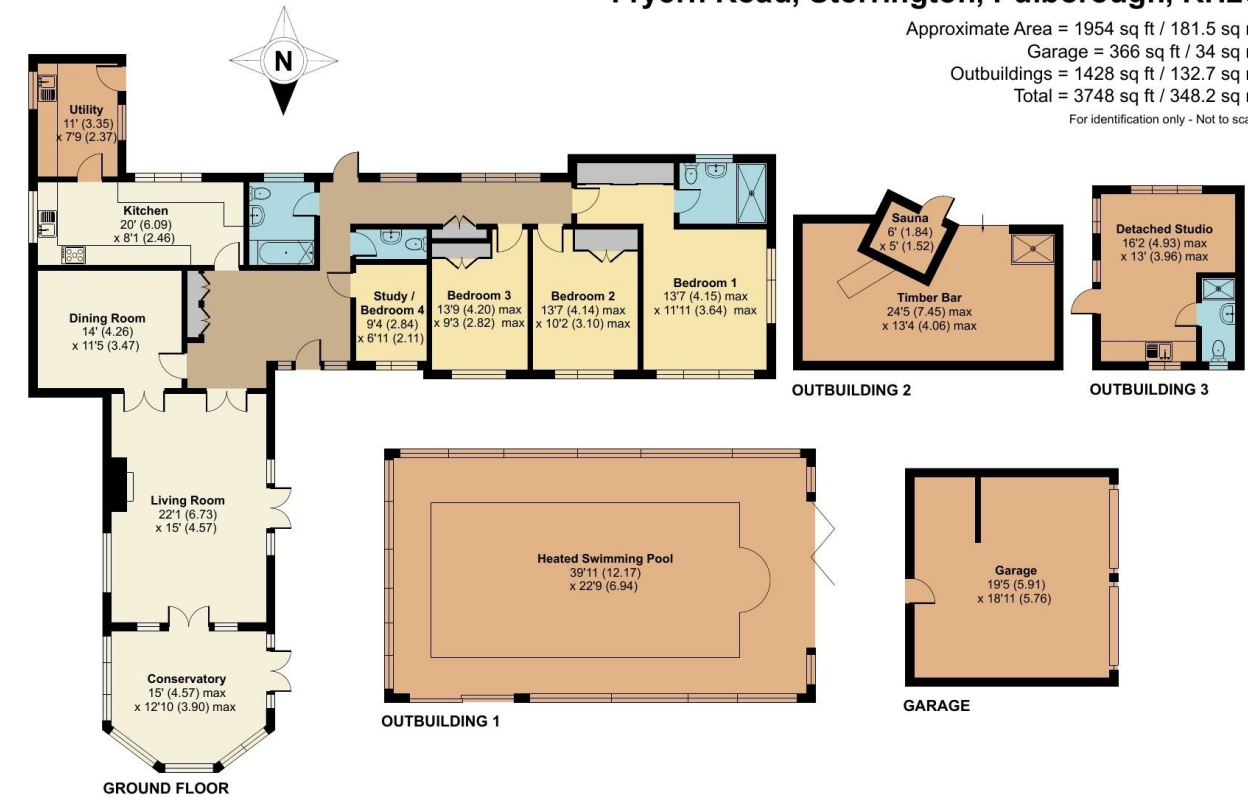 Approximate Area = 1954 sq ft / 181.5 sq
Garage = 366 sq ft / 34 sq
Outbuildings = 1428 sq ft / 132.7 sq
Total = 3748 sq ft / 348.2 sq
For identification only - Not to
N
Utility
11' (3.35)
x 7'9 (2.37)
Kitchen
20' (6.09)
x 8'1 (2.46)
Dining Room
14' (4.26)
x 11'5 (3.47)
Study /
Bedroom 4
9'4 (2.84)
x 6'11 (2.11)
Bedroom 3
13'9 (4.20) max
x 9'3 (2.82) max
Bedroom 2
13'7 (4.14) max
x 10'2 (3.10) max
Bedroom 1
13'7 (4.15) max
x 11'11 (3.64) max
Living Room
22'1 (6.73)
x 15' (4.57)
Conservatory
15' (4.57) max
x 12'10 (3.90) max
GROUND FLOOR
Sauna
6' (1.84)
x 5' (1.52)
Timber Bar
24'5 (7.45) max
x 13'4 (4.06) max
OUTBUILDING 2
Detached Studio
16'2 (4.93) max
x 13' (3.96) max
OUTBUILDING 3
Heated Swimming Pool
39'11 (12.17)
x 22'9 (6.94)
OUTBUILDING 1
Garage
19'5 (5.91)
x 18'11 (5.76)
GARAGE